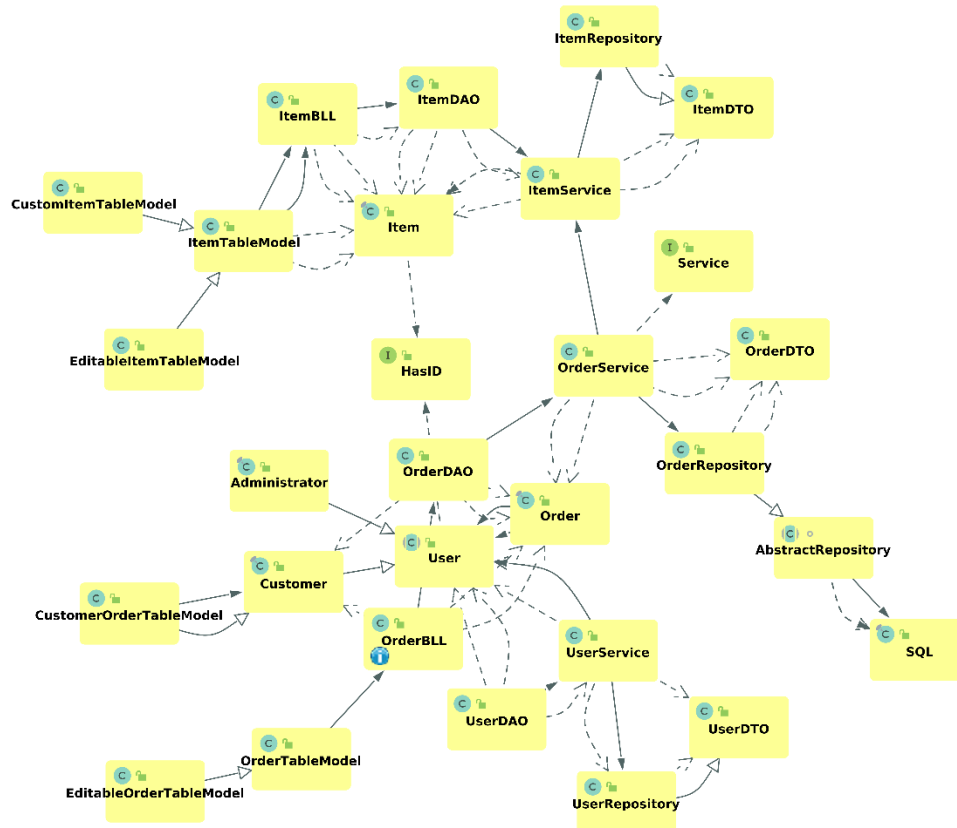 ItemRepository
ItemDAO
ItemBLL
ItemDTO
ItemService
CustomItemTableModel
Item
ItemTableModel
Service
EditableItemTableModel
HasID
OrderService
OrderDTO
OrderDAO
OrderRepository
Administrator
Order
User
AbstractRepository
Customer
CustomerOrderTableModel
OrderBLL
UserService
SQL
UserDAO
UserDTO
OrderTableModel
EditableOrderTableModel
UserRepository